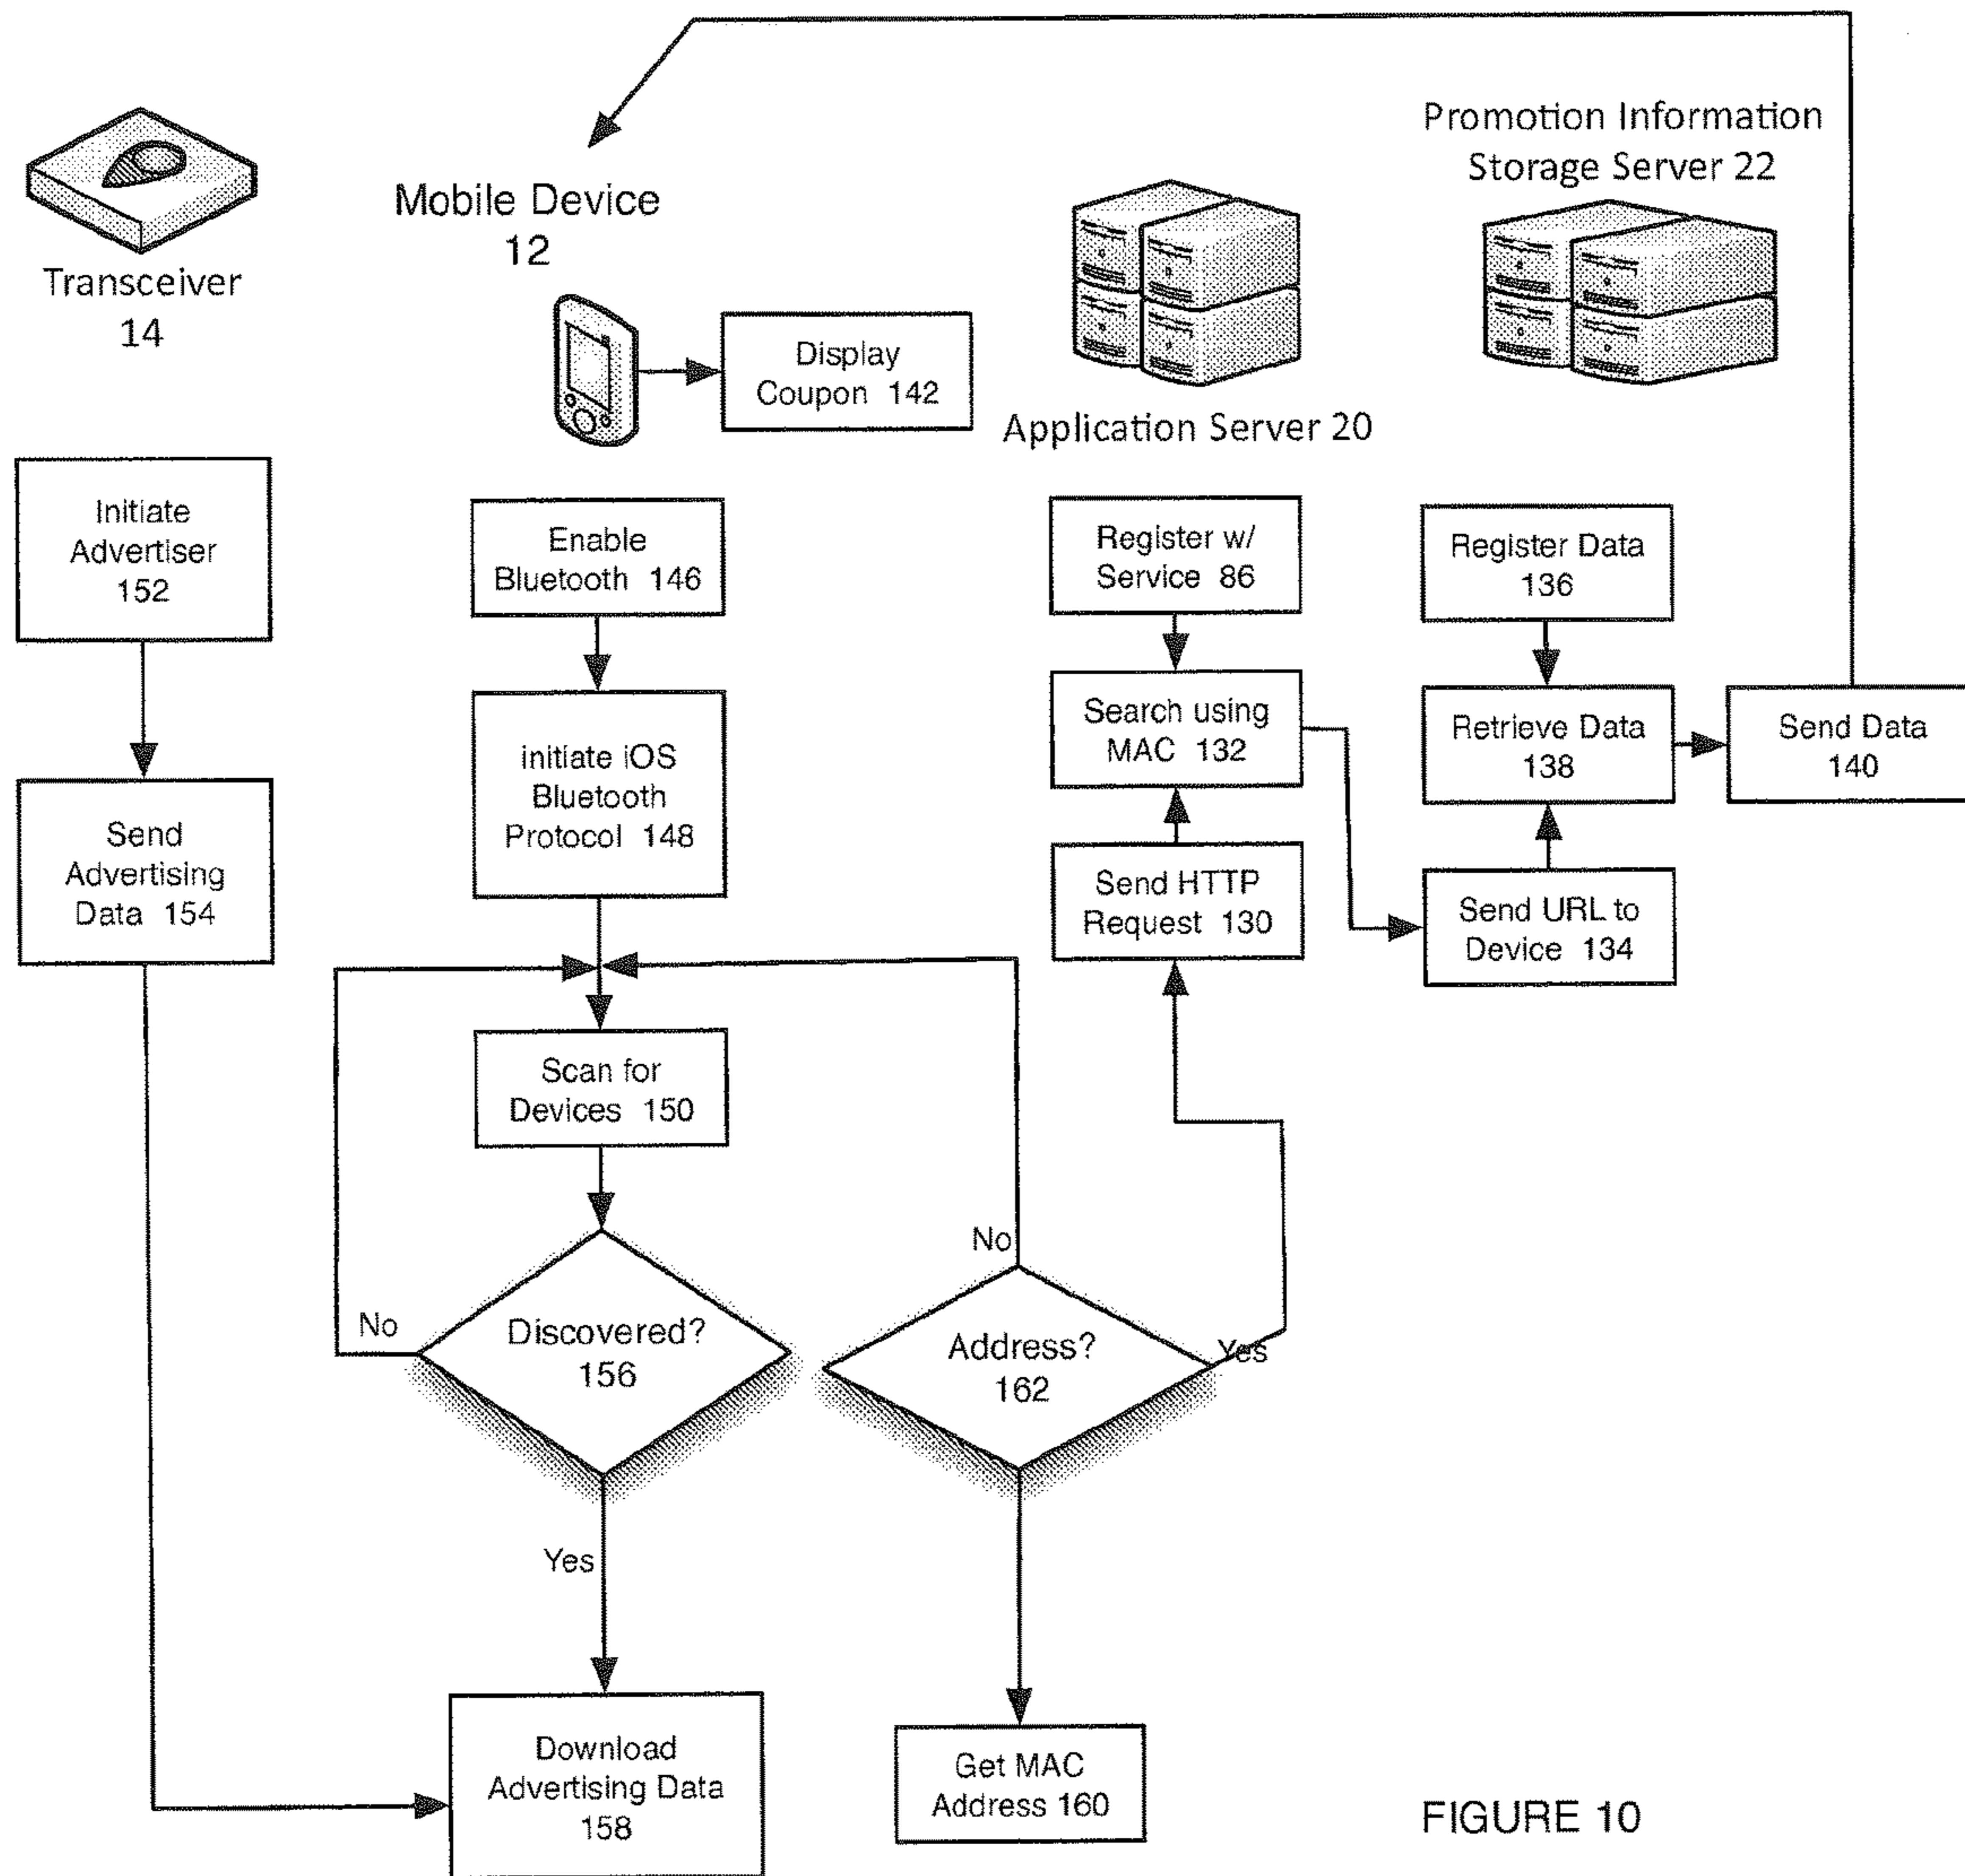 Promotion Information
Storage Server 22
Mobile Device
12
Transceiver
14
Display
Coupon 142
Application Server 20
Initiate
Advertiser
152
Enable
Bluetooth 146
Register w/
Service 86
Register Data
136
initiate iOS
Bluetooth
Protocol 148
Search using
MAC 132
Retrieve Data
138
Send Data
140
Send
Advertising
Data 154
Send HTTP
Request 130
Send URL to
Device 134
Scan for
Devices 150
No
Discovered?
156
Yes
No
Address?
162
Yes
Download
Advertising Data
158
Get MAC
Address 160
FIGURE 10